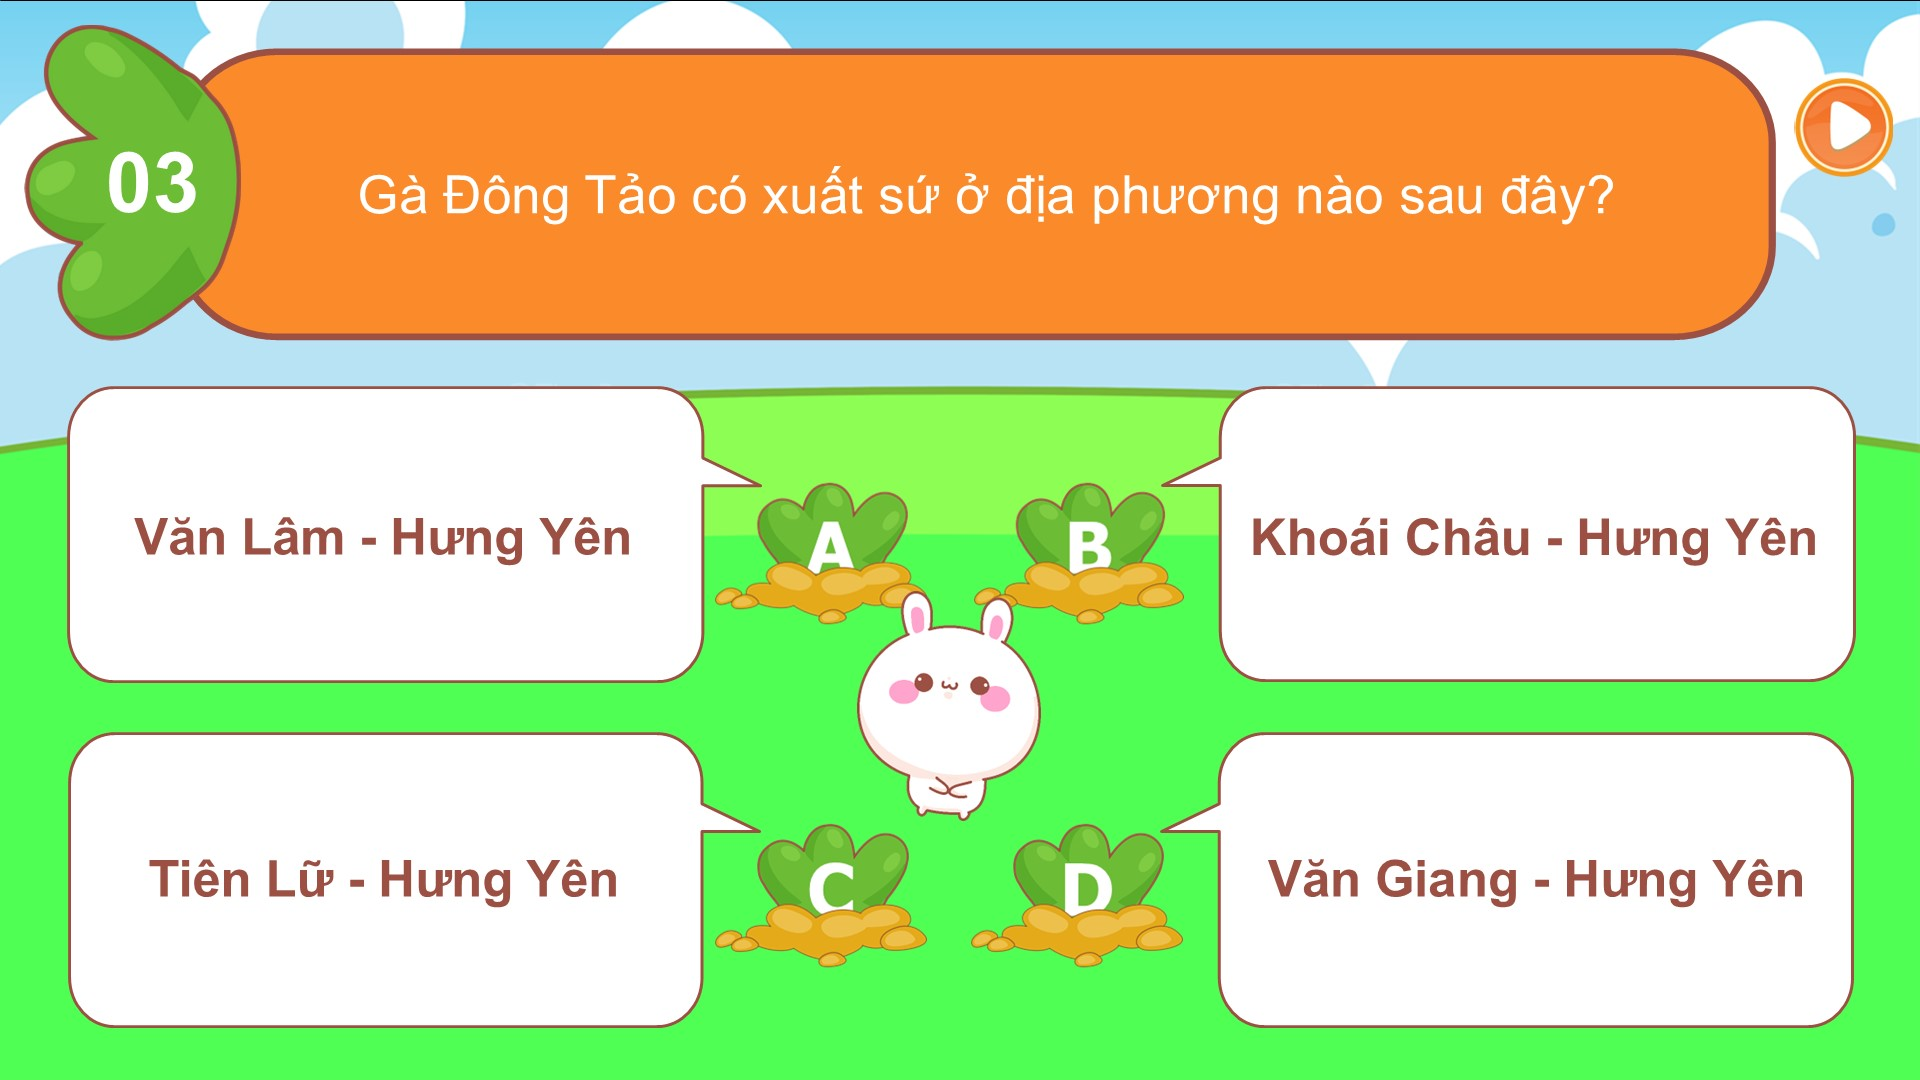 03
Gà Đông Tảo có xuất sứ ở địa phương nào sau đây?
Văn Lâm - Hưng Yên
A
B
Khoái Châu - Hưng Yên
Tiên Lữ - Hưng Yên
C
D
Văn Giang - Hưng Yên